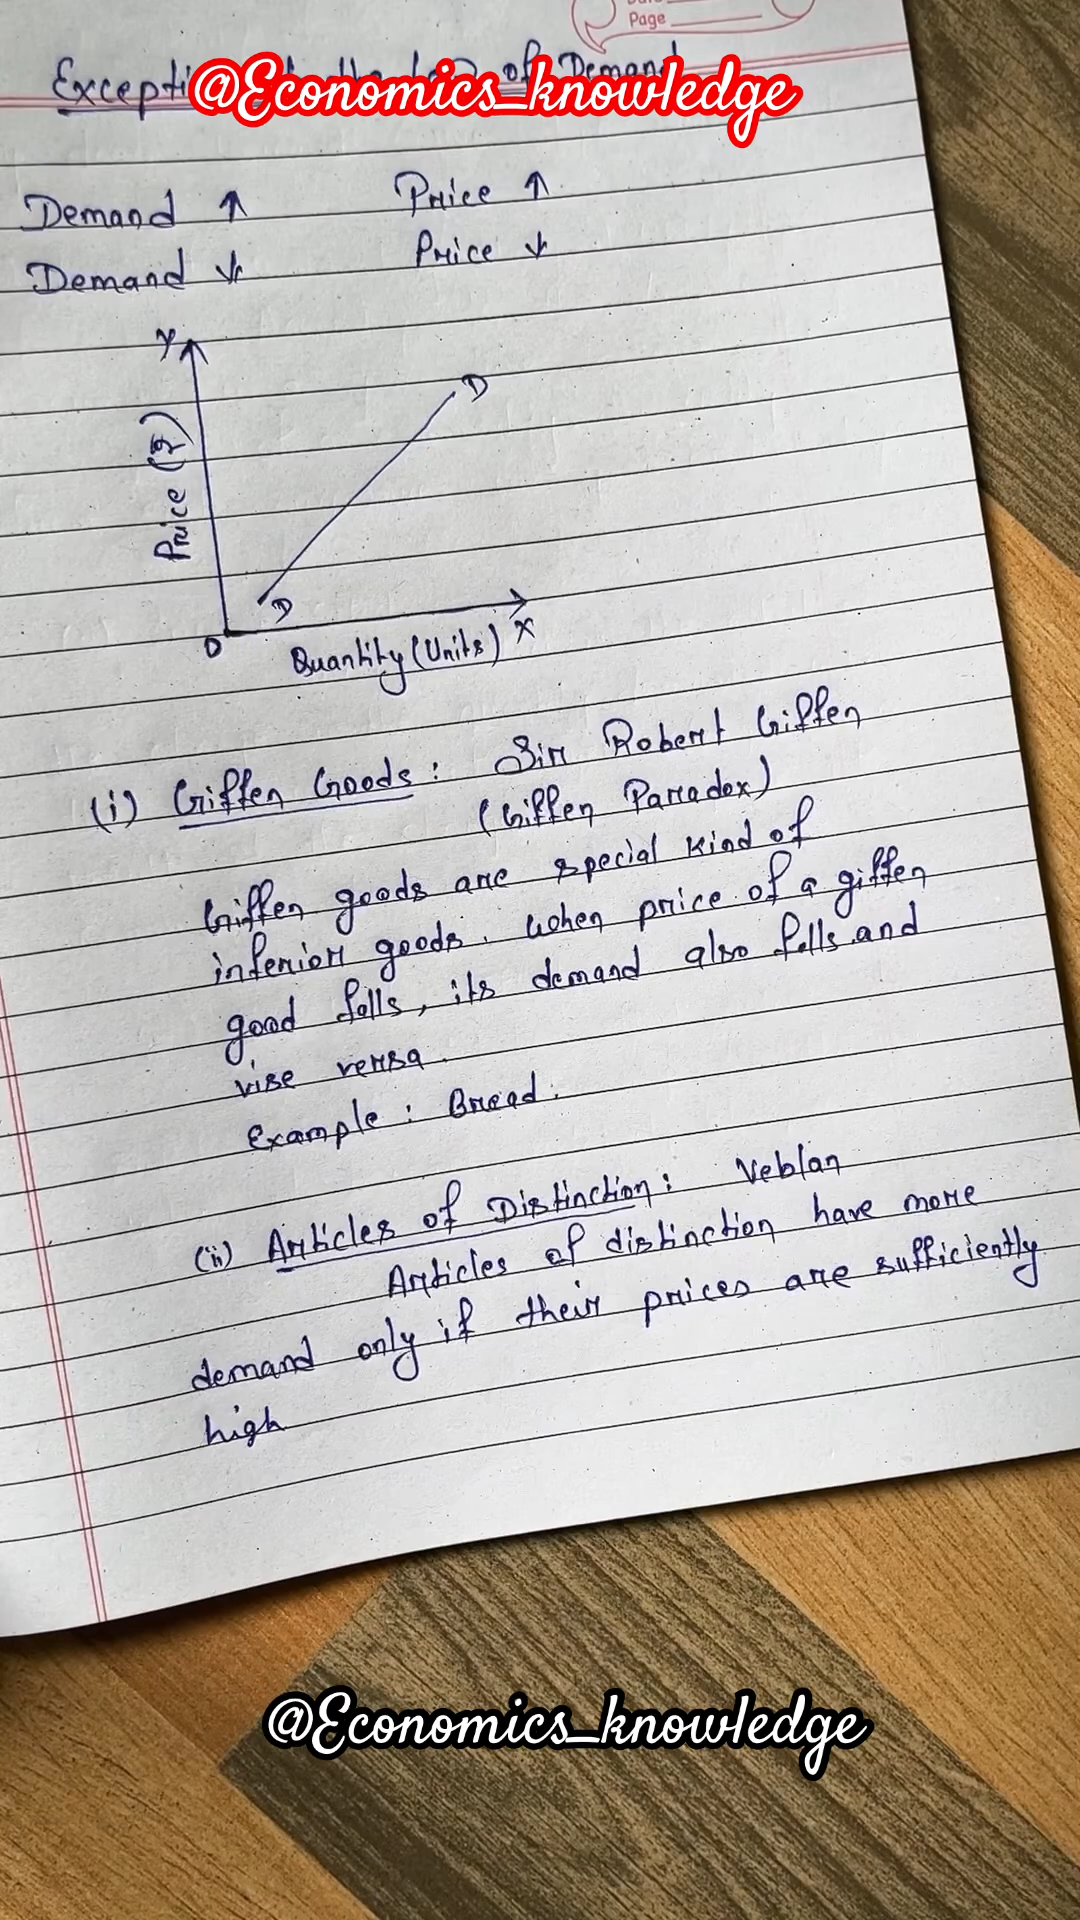 Page
@Economics_knowledge
of Demand
Demand ↑ Price ↑
Demand ↓ Price ↓
Y
Price (₹)
D
D
O
X
Quantity (Units)
(i) Giffen Goods : Sir Robert Giffen
(Giffen Parradox)
Giffen goods are special kind of
inferior goods. When price of a giffen
good falls, its demand also falls and
vise versa.
Example : Bread.
(ii) Articles of Distinction : Veblan
Articles of distinction have more
demand only if their prices are sufficiently
high
@Economics_knowledge